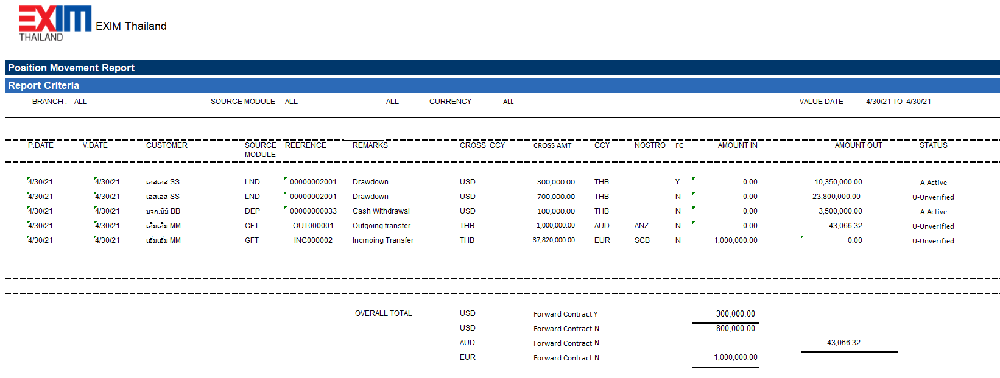 EXIM
THAILAND
EXIM Thailand
Position Movement Report
Report Criteria
BRANCH : ALL SOURCE MODULE ALL ALL CURRENCY ALL VALUE DATE 4/30/21 TO 4/30/21
P.DATE V.DATE CUSTOMER SOURCE REERENCE REMARKS CROSS CCY CROSS AMT CCY NOSTRO FC AMOUNT IN AMOUNT OUT STATUS
MODULE
4/30/21 4/30/21 เอสเอส SS LND 00000002001 Drawdown USD 300,000.00 THB Y 0.00 10,350,000.00 A-Active
4/30/21 4/30/21 เอสเอส SS LND 00000002001 Drawdown USD 700,000.00 THB N 0.00 23,800,000.00 U-Unverified
4/30/21 4/30/21 บจก.บีบี BB DEP 00000000033 Cash Withdrawal USD 100,000.00 THB N 0.00 3,500,000.00 A-Active
4/30/21 4/30/21 เอ็มเอ็ม MM GFT OUT000001 Outgoing transfer THB 1,000,000.00 AUD ANZ N 0.00 43,066.32 U-Unverified
4/30/21 4/30/21 เอ็มเอ็ม MM GFT INC000002 Incmoing Transfer THB 37,820,000.00 EUR SCB N 1,000,000.00 0.00 U-Unverified
OVERALL TOTAL USD Forward Contract Y 300,000.00
USD Forward Contract N 800,000.00
AUD Forward Contract N 43,066.32
EUR Forward Contract N 1,000,000.00